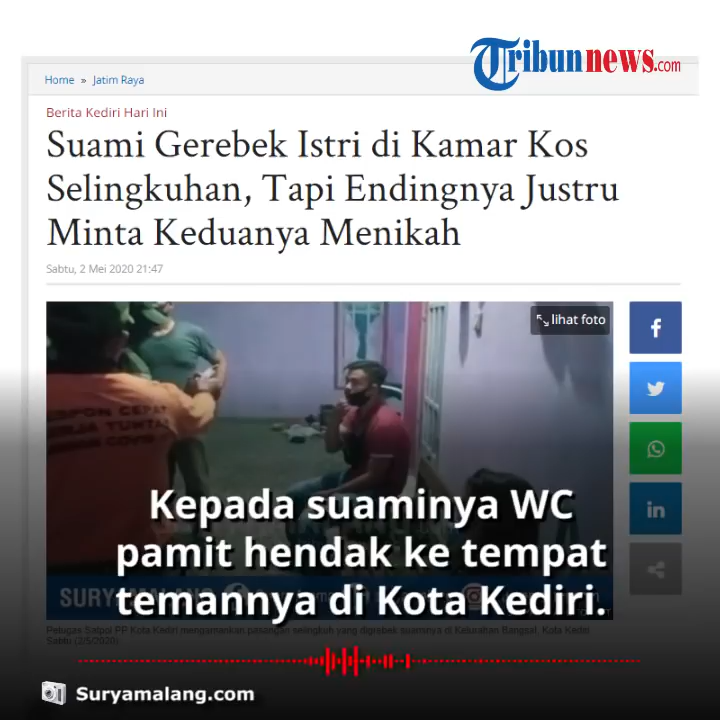 Tribunnews.com
Home » Jatim Raya
Berita Kediri Hari Ini
Suami Gerebek Istri di Kamar Kos
Selingkuhan, Tapi Endingnya Justru
Minta Keduanya Menikah
Sabtu, 2 Mei 2020 21:47
lihat foto
Kepada suaminya WC
pamit hendak ke tempat
temannya di Kota Kediri.
Petugas Satpol PP Kota Kediri mengamankan pasangan selingkuh yang digrebek suaminya di Kelurahan Bangsal, Kota Kediri
Sabtu (2/5/2020).
Suryamalang.com